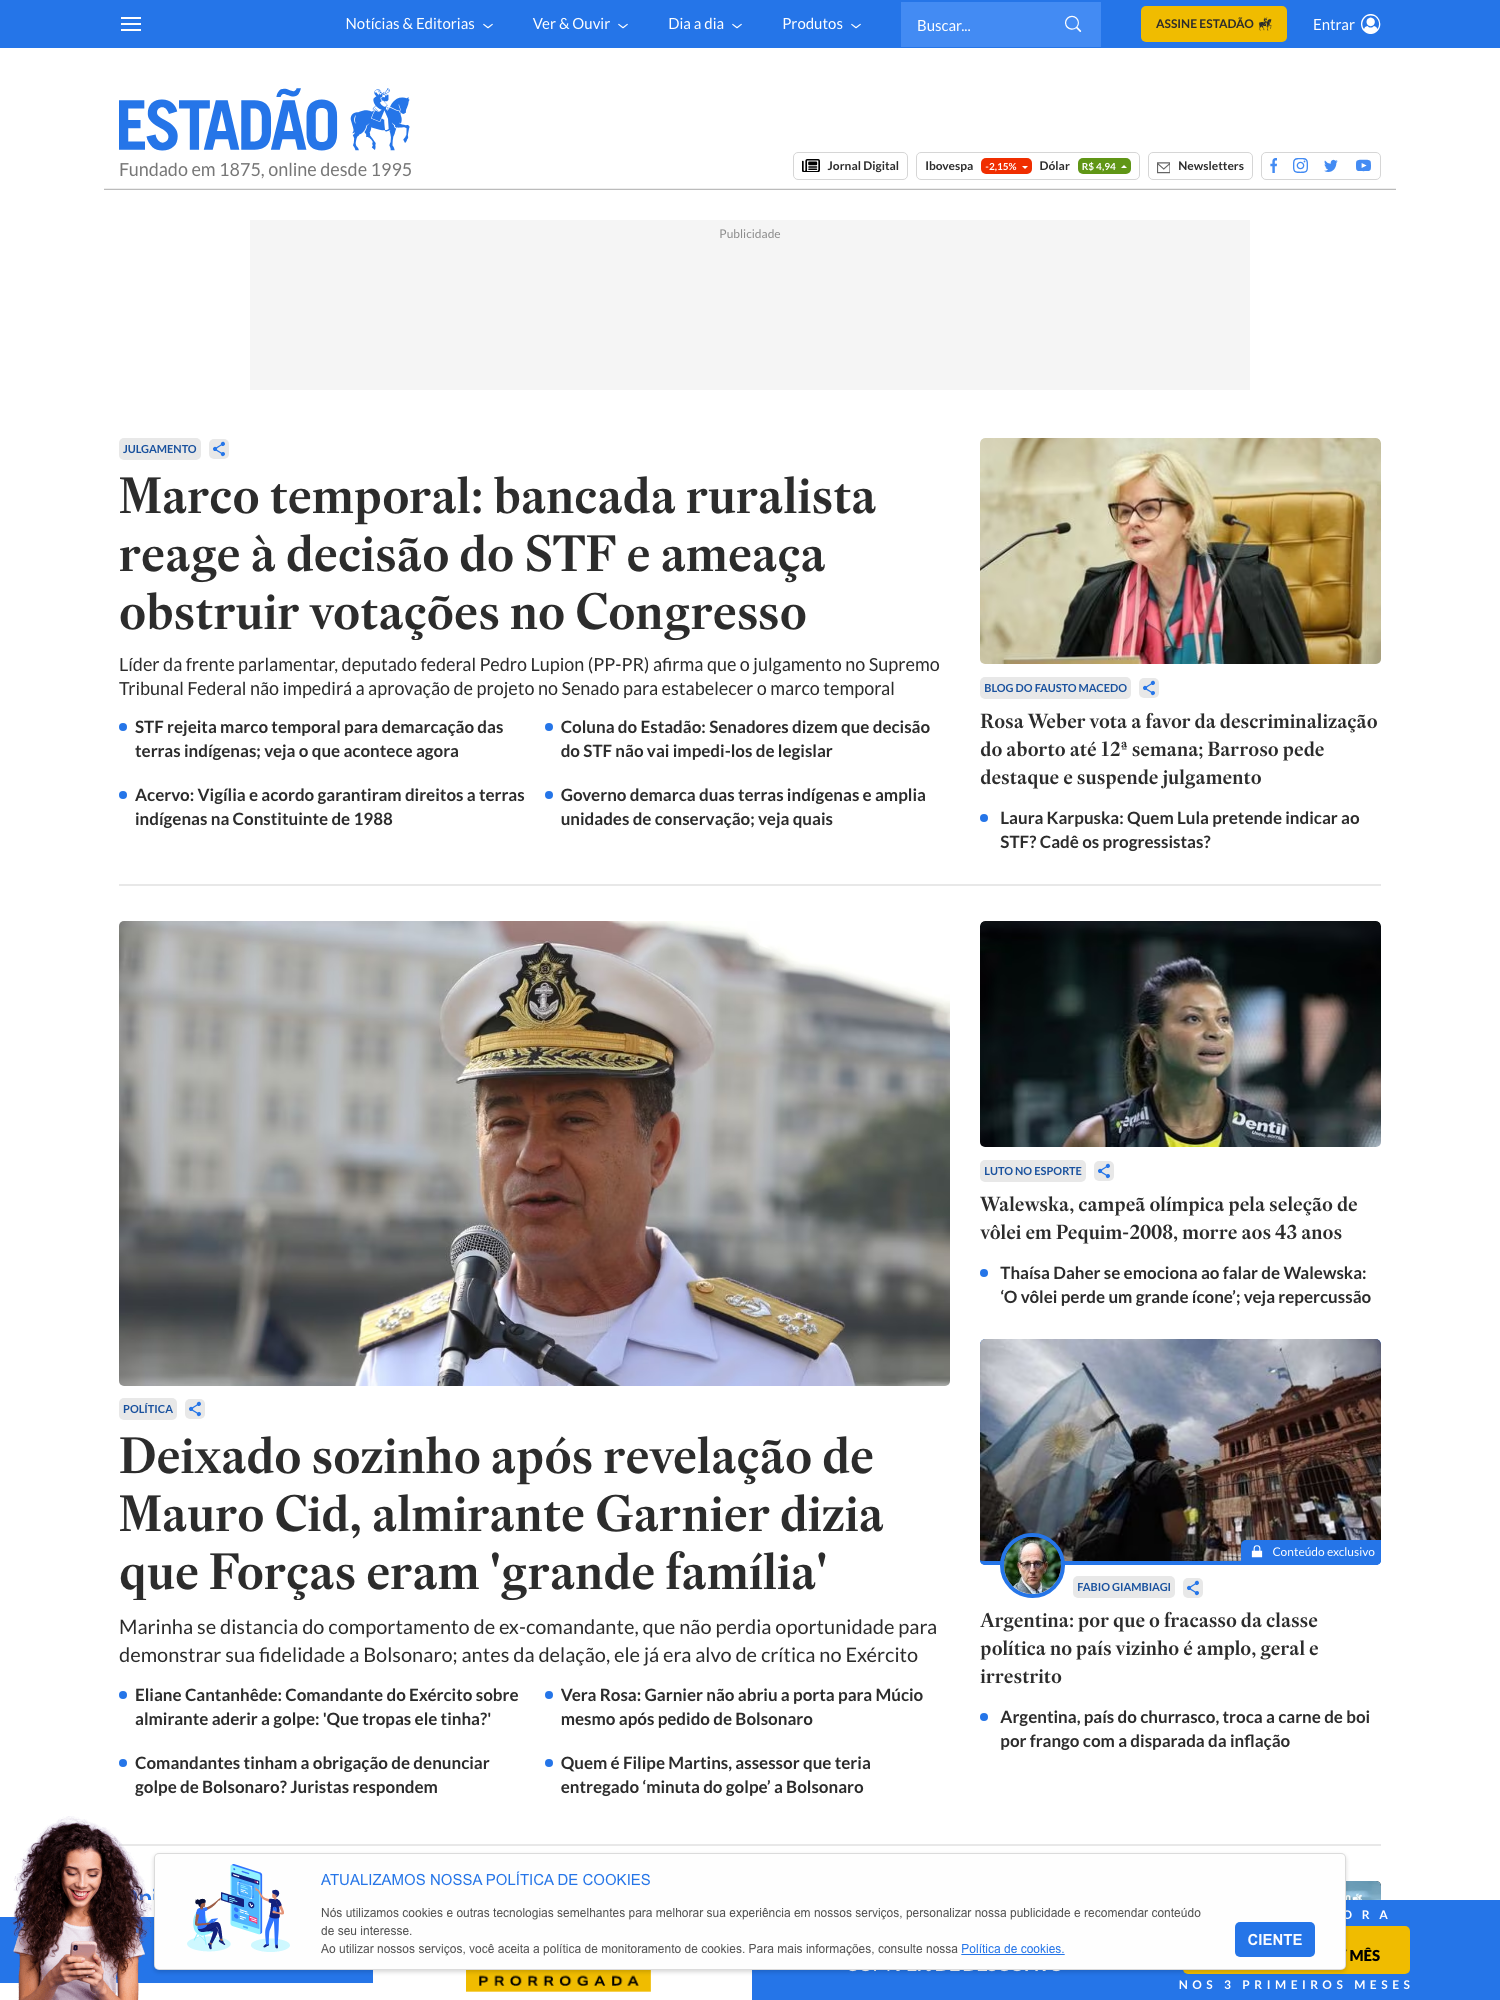 Notícias & Editorias
Ver & Ouvir
Dia a dia
Produtos
Buscar...
ASSINE ESTADÃO
Entrar
ESTADÃO
Fundado em 1875, online desde 1995
Jornal Digital
Ibovespa -2,15% Dólar R$ 4,94
Newsletters
Publicidade
JULGAMENTO
Marco temporal: bancada ruralista
reage à decisão do STF e ameaça
obstruir votações no Congresso
Líder da frente parlamentar, deputado federal Pedro Lupion (PP-PR) afirma que o julgamento no Supremo
Tribunal Federal não impedirá a aprovação de projeto no Senado para estabelecer o marco temporal
STF rejeita marco temporal para demarcação das
terras indígenas; veja o que acontece agora
Coluna do Estadão: Senadores dizem que decisão
do STF não vai impedi-los de legislar
Acervo: Vigília e acordo garantiram direitos a terras
indígenas na Constituinte de 1988
Governo demarca duas terras indígenas e amplia
unidades de conservação; veja quais
BLOG DO FAUSTO MACEDO
Rosa Weber vota a favor da descriminalização
do aborto até 12ª semana; Barroso pede
destaque e suspende julgamento
Laura Karpuska: Quem Lula pretende indicar ao
STF? Cadê os progressistas?
POLÍTICA
Deixado sozinho após revelação de
Mauro Cid, almirante Garnier dizia
que Forças eram 'grande família'
Marinha se distancia do comportamento de ex-comandante, que não perdia oportunidade para
demonstrar sua fidelidade a Bolsonaro; antes da delação, ele já era alvo de crítica no Exército
Eliane Cantanhêde: Comandante do Exército sobre
almirante aderir a golpe: 'Que tropas ele tinha?'
Vera Rosa: Garnier não abriu a porta para Múcio
mesmo após pedido de Bolsonaro
Comandantes tinham a obrigação de denunciar
golpe de Bolsonaro? Juristas respondem
Quem é Filipe Martins, assessor que teria
entregado ‘minuta do golpe’ a Bolsonaro
Dentil
LUTO NO ESPORTE
Walewska, campeã olímpica pela seleção de
vôlei em Pequim-2008, morre aos 43 anos
Thaísa Daher se emociona ao falar de Walewska:
‘O vôlei perde um grande ícone’; veja repercussão
Conteúdo exclusivo
FABIO GIAMBIAGI
Argentina: por que o fracasso da classe
política no país vizinho é amplo, geral e
irrestrito
Argentina, país do churrasco, troca a carne de boi
por frango com a disparada da inflação
ATUALIZAMOS NOSSA POLÍTICA DE COOKIES
Nós utilizamos cookies e outras tecnologias semelhantes para melhorar sua experiência em nossos serviços, personalizar nossa publicidade e recomendar conteúdo
de seu interesse.
Ao utilizar nossos serviços, você aceita a política de monitoramento de cookies. Para mais informações, consulte nossa Política de cookies.
CIENTE
PRORROGADA
MÊS
NOS 3 PRIMEIROS MESES